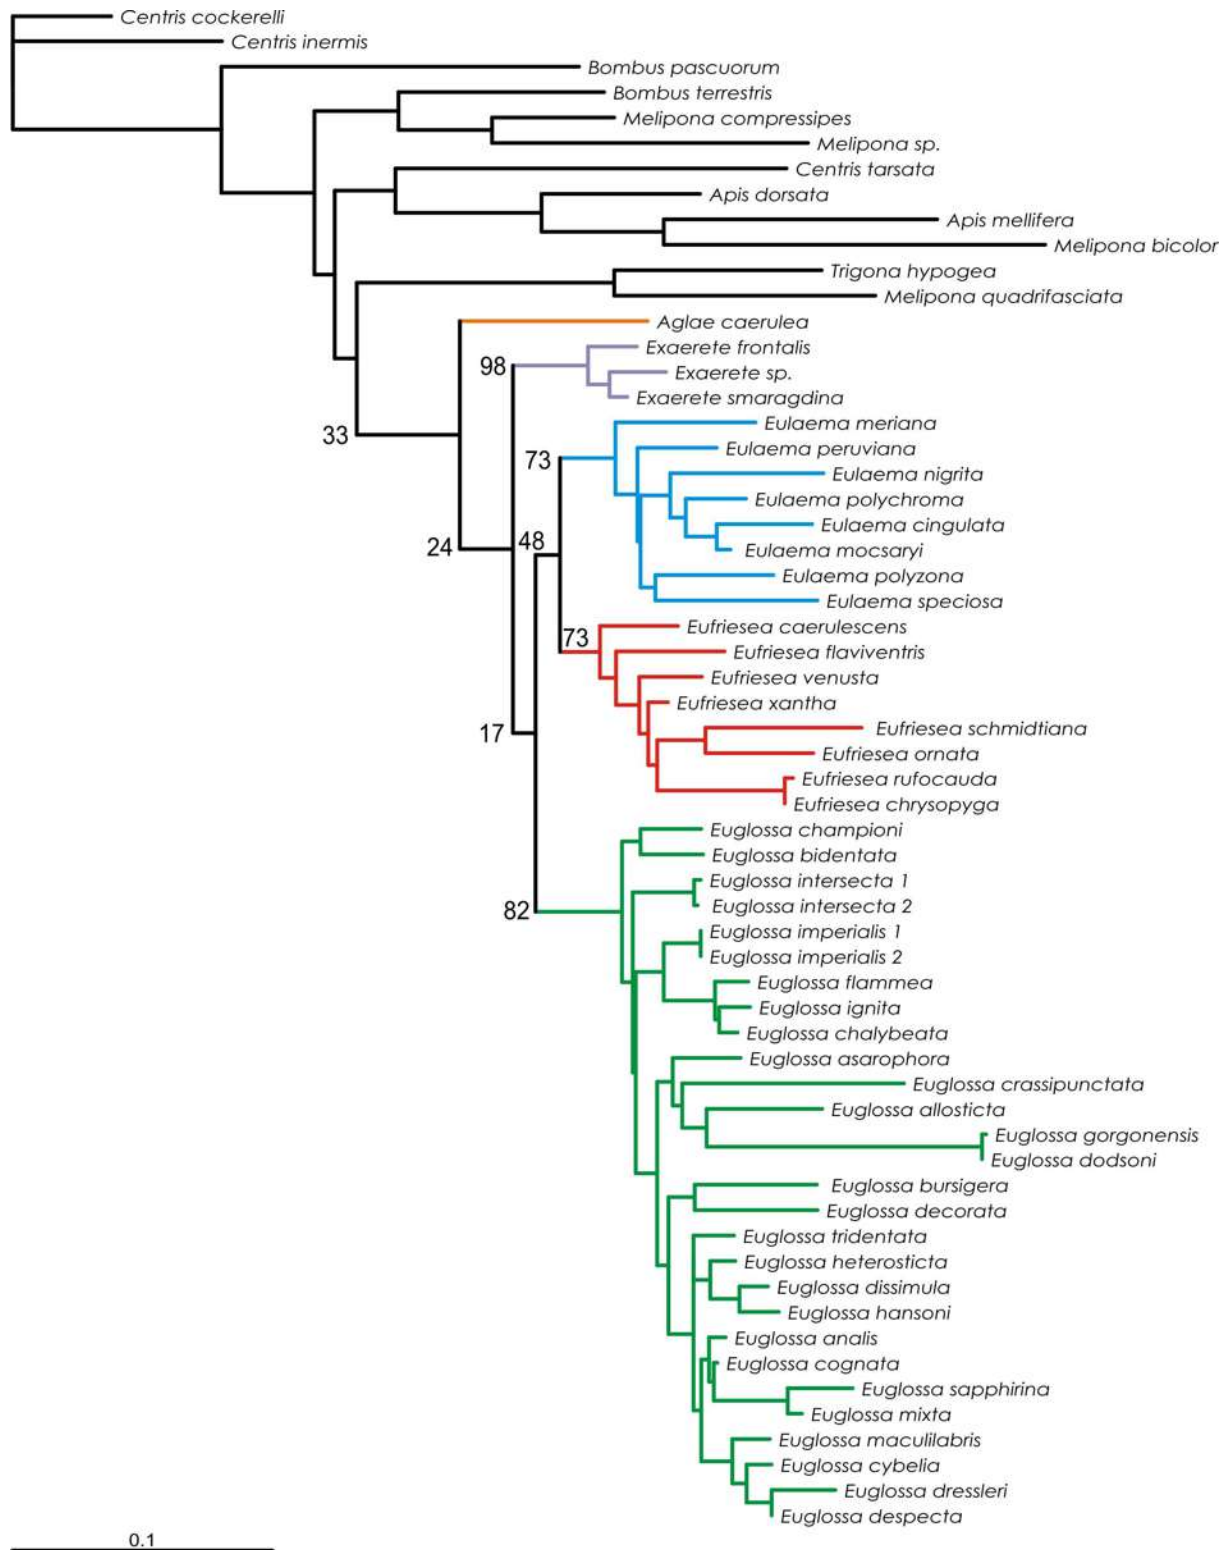 Centris cockerelli
Centris inermis
Bombus pascuorum
Bombus terrestris
Melipona compressipes
Melipona sp.
Centris tarsata
Apis dorsata
Apis mellifera
Melipona bicolor
Trigona hypogea
Melipona quadrifasciata
Aglae caerulea
Exaerete frontalis
98
Exaerete sp.
Exaerete smaragdina
Eulaema meriana
33
Eulaema peruviana
73
Eulaema nigrita
Eulaema polychroma
Eulaema cingulata
24
48
Eulaema mocsaryi
Eulaema polyzona
Eulaema speciosa
Eufriesea caerulescens
73
Eufriesea flaviventris
Eufriesea venusta
Eufriesea xantha
17
Eufriesea schmidtiana
Eufriesea ornata
Eufriesea rufocauda
Eufriesea chrysopyga
Euglossa championi
Euglossa bidentata
Euglossa intersecta 1
82
Euglossa intersecta 2
Euglossa imperialis 1
Euglossa imperialis 2
Euglossa flammea
Euglossa ignita
Euglossa chalybeata
Euglossa asarophora
Euglossa crassipunctata
Euglossa allosticta
Euglossa gorgonensis
Euglossa dodsoni
Euglossa bursigera
Euglossa decorata
Euglossa tridentata
Euglossa heterosticta
Euglossa dissimula
Euglossa hansoni
Euglossa analis
Euglossa cognata
Euglossa sapphirina
Euglossa mixta
Euglossa maculilabris
Euglossa cybelia
Euglossa dressleri
Euglossa despecta
0.1